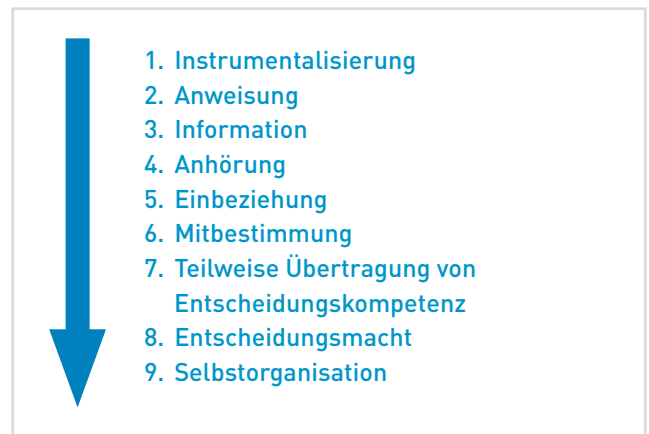 1. Instrumentalisierung
2. Anweisung
3. Information
4. Anhörung
5. Einbeziehung
6. Mitbestimmung
7. Teilweise Übertragung von
Entscheidungskompetenz
8. Entscheidungsmacht
9. Selbstorganisation